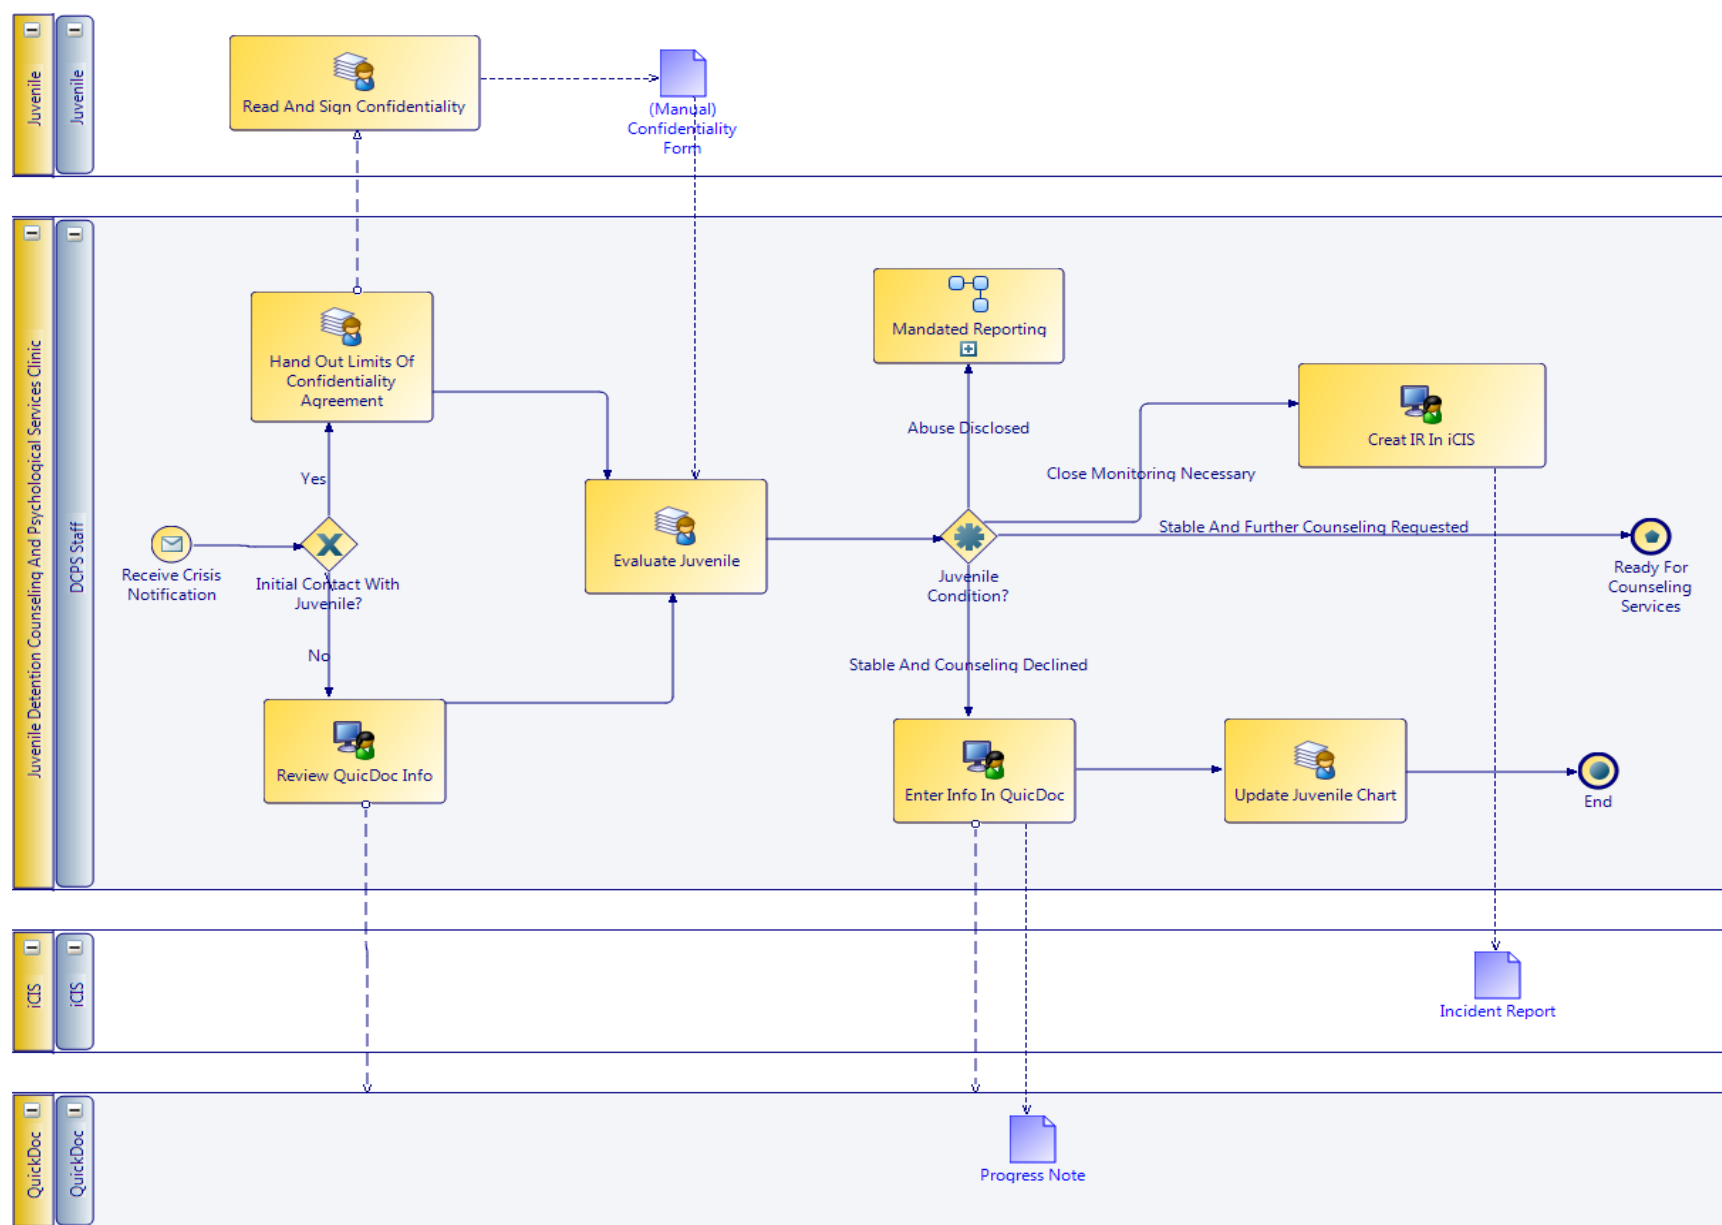 Juvenile
Juvenile
Read And Sign Confidentiality
(Manual)
Confidentiality
Form
Juvenile Detention Counseling And Psychological Services Clinic
DCPS Staff
Receive Crisis
Notification
Initial Contact With
Juvenile?
Yes
No
Hand Out Limits Of
Confidentiality
Agreement
Review QuicDoc Info
Evaluate Juvenile
Juvenile
Condition?
Abuse Disclosed
Mandated Reporting
Close Monitoring Necessary
Creat IR In iCIS
Stable And Further Counseling Requested
Ready For
Counseling
Services
Stable And Counseling Declined
Enter Info In QuicDoc
Update Juvenile Chart
End
iCIS
iCIS
Incident Report
QuickDoc
QuickDoc
Progress Note